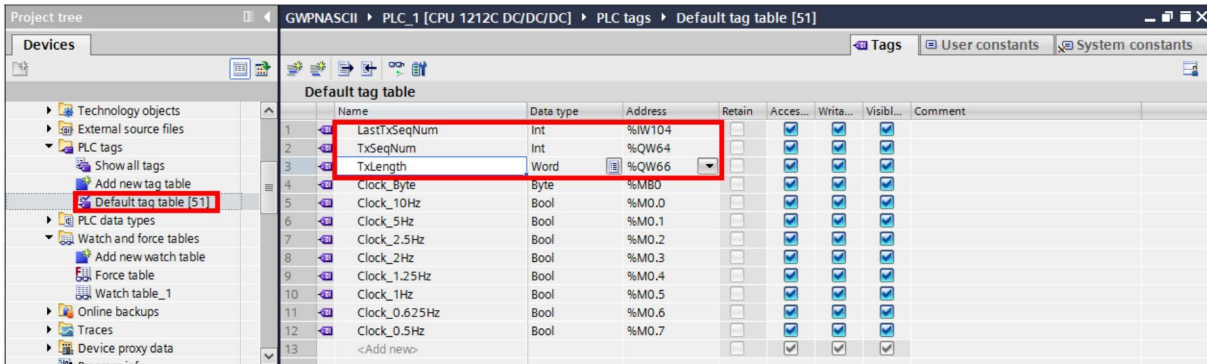 Project tree
GWPNASCII ▸ PLC_1 [CPU 1212C DC/DC/DC] ▸ PLC tags ▸ Default tag table [51]
Devices
Tags User constants System constants
Default tag table
Technology objects
External source files
PLC tags
Show all tags
Add new tag table
Default tag table [51]
PLC data types
Watch and force tables
Add new watch table
Force table
Watch table_1
Online backups
Traces
Device proxy data
Name Data type Address Retain Acces... Writa... Visibl... Comment
1 LastTxSeqNum Int %IW104
2 TxSeqNum Int %QW64
3 TxLength Word %QW66
4 Clock_Byte Byte %MB0
5 Clock_10Hz Bool %M0.0
6 Clock_5Hz Bool %M0.1
7 Clock_2.5Hz Bool %M0.2
8 Clock_2Hz Bool %M0.3
9 Clock_1.25Hz Bool %M0.4
10 Clock_1Hz Bool %M0.5
11 Clock_0.625Hz Bool %M0.6
12 Clock_0.5Hz Bool %M0.7
13 <Add new>